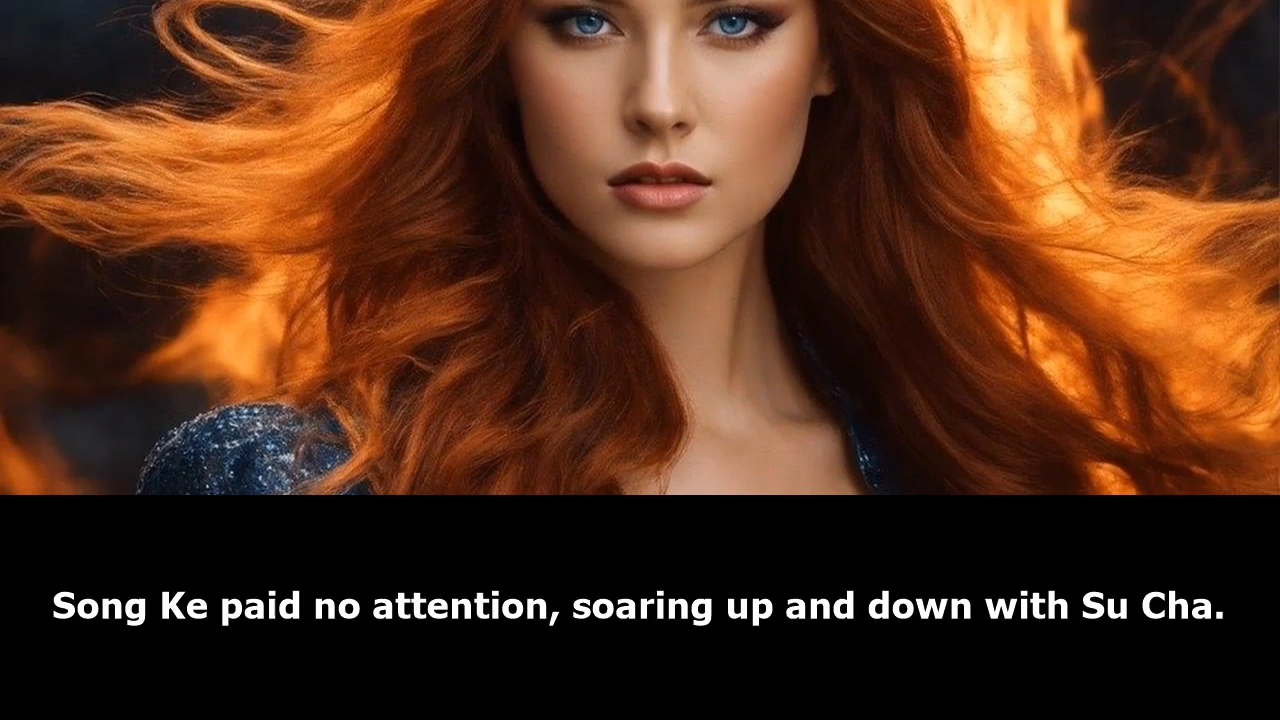 Song Ke paid no attention, soaring up and down with Su Cha.